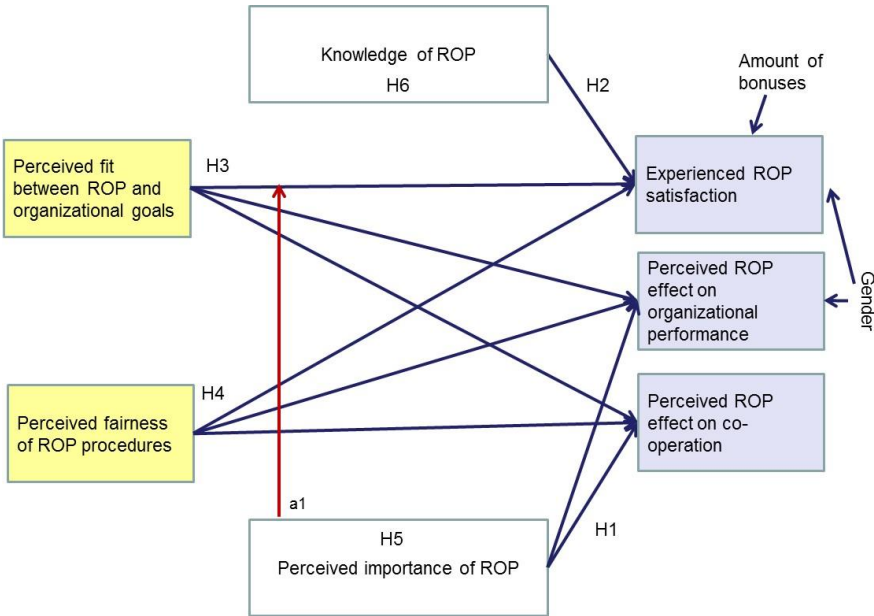 Knowledge of ROP
H6
H2
Amount of
bonuses
Perceived fit
between ROP and
organizational goals
H3
Experienced ROP
satisfaction
Perceived ROP
effect on
organizational
performance
Gender
Perceived fairness
of ROP procedures
H4
Perceived ROP
effect on co-
operation
a1
H5
Perceived importance of ROP
H1